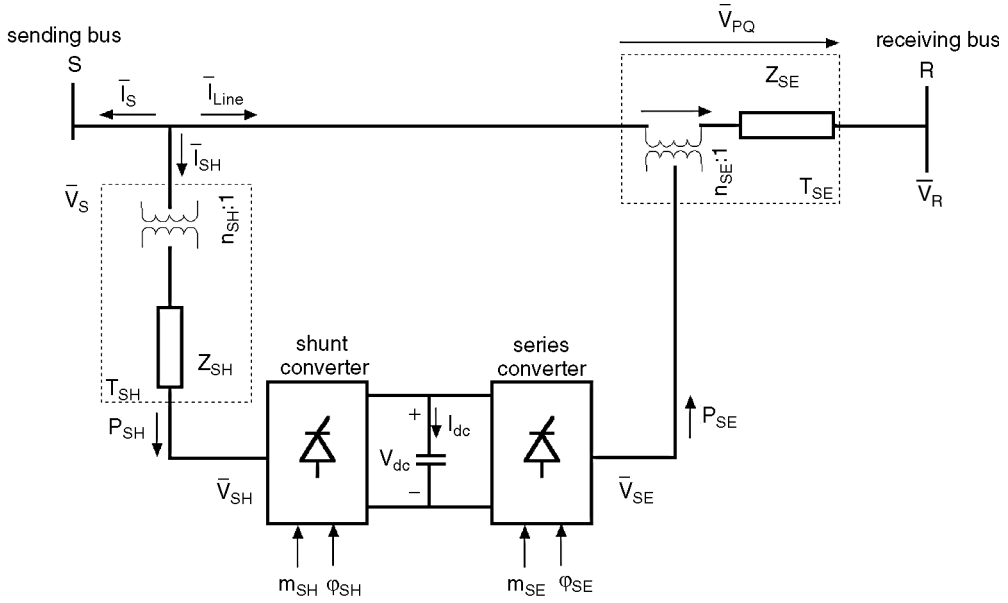 sending bus
S
I̅S
I̅Line
I̅SH
V̅S
nSH:1
ZSH
TSH
PSH
V̅SH
shunt
converter
mSH
φSH
+
Idc
Vdc
−
series
converter
mSE
φSE
V̅SE
PSE
V̅PQ
ZSE
nSE:1
TSE
receiving bus
R
V̅R